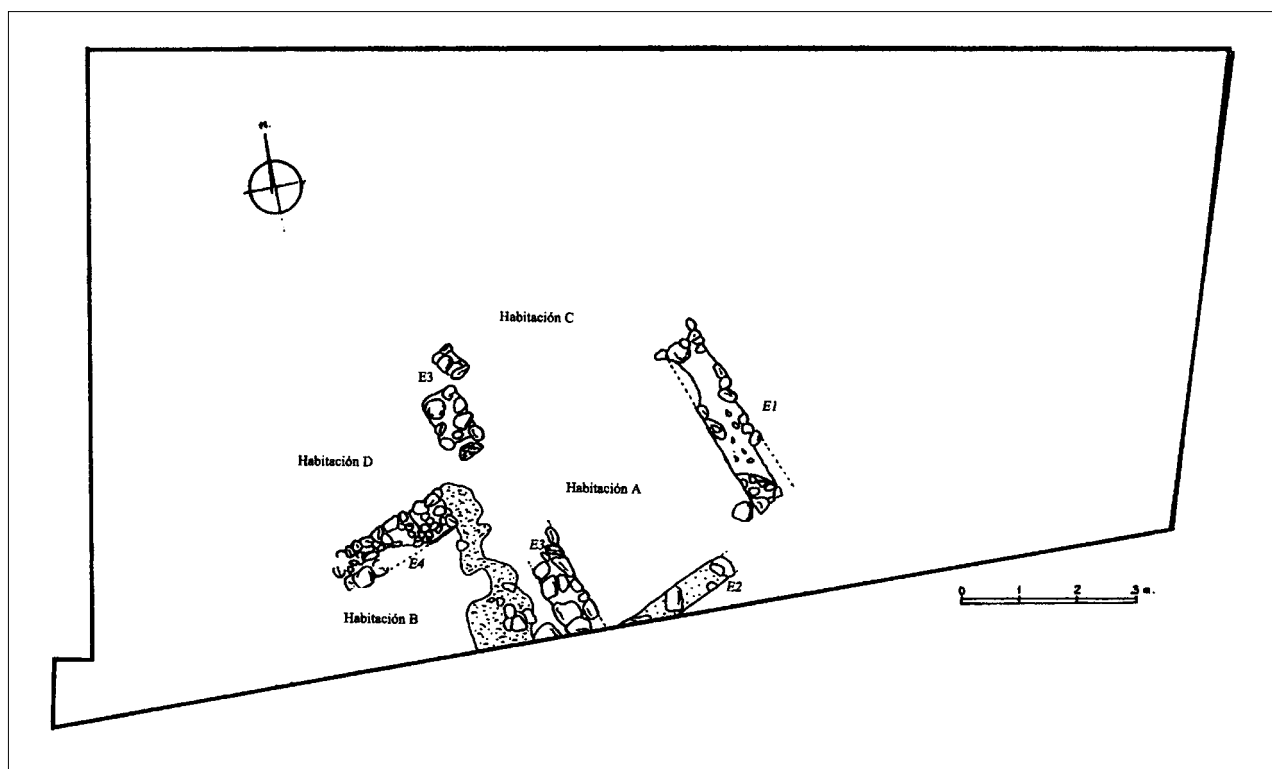 n.
Habitación C
E3
E1
Habitación D
Habitación A
E3
E4
E2
Habitación B
0 1 2 3 m.